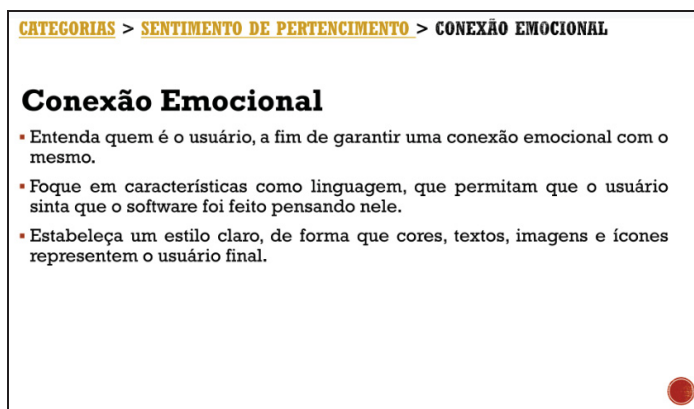 CATEGORIAS > SENTIMENTO DE PERTENCIMENTO > CONEXÃO EMOCIONAL
Conexão Emocional
▪ Entenda quem é o usuário, a fim de garantir uma conexão emocional com o
mesmo.
▪ Foque em características como linguagem, que permitam que o usuário
sinta que o software foi feito pensando nele.
▪ Estabeleça um estilo claro, de forma que cores, textos, imagens e ícones
representem o usuário final.